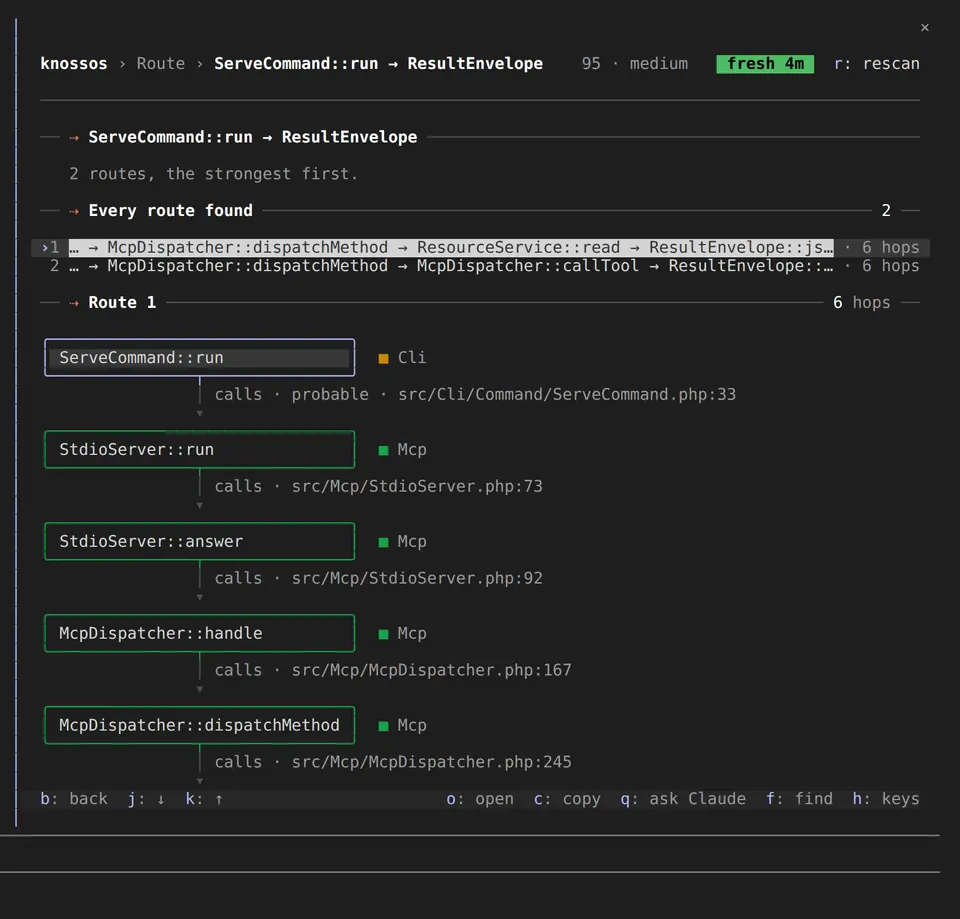 ×
knossos › Route › ServeCommand::run → ResultEnvelope 95 · medium fresh 4m r: rescan
→ ServeCommand::run → ResultEnvelope
2 routes, the strongest first.
→ Every route found 2
›1 … → McpDispatcher::dispatchMethod → ResourceService::read → ResultEnvelope::js… · 6 hops
2 … → McpDispatcher::dispatchMethod → McpDispatcher::callTool → ResultEnvelope::… · 6 hops
→ Route 1 6 hops
ServeCommand::run ■ Cli
calls · probable · src/Cli/Command/ServeCommand.php:33
StdioServer::run ■ Mcp
calls · src/Mcp/StdioServer.php:73
StdioServer::answer ■ Mcp
calls · src/Mcp/StdioServer.php:92
McpDispatcher::handle ■ Mcp
calls · src/Mcp/McpDispatcher.php:167
McpDispatcher::dispatchMethod ■ Mcp
calls · src/Mcp/McpDispatcher.php:245
b: back j: ↓ k: ↑ o: open c: copy q: ask Claude f: find h: keys